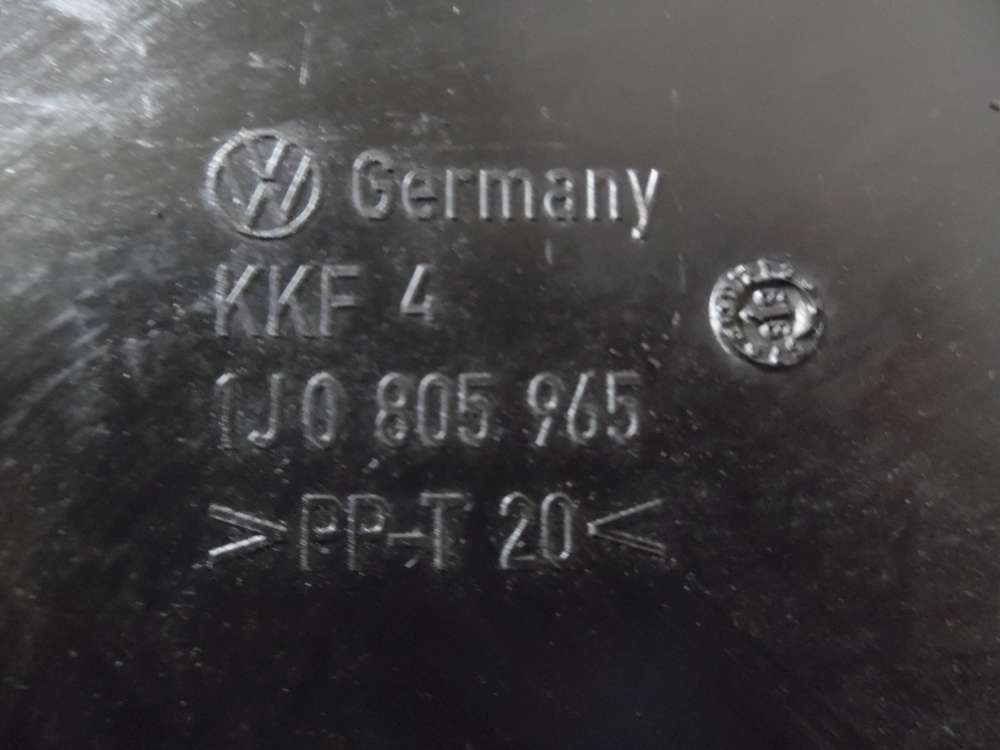 Germany
KKF 4
1J0 805 965
>PP-T 20<